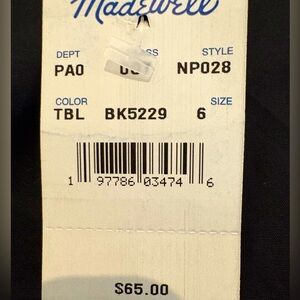 Madewell
DEPT STYLE
PA0 NP028
COLOR SIZE
TBL BK5229 6
1 97786 03474 6
$65.00